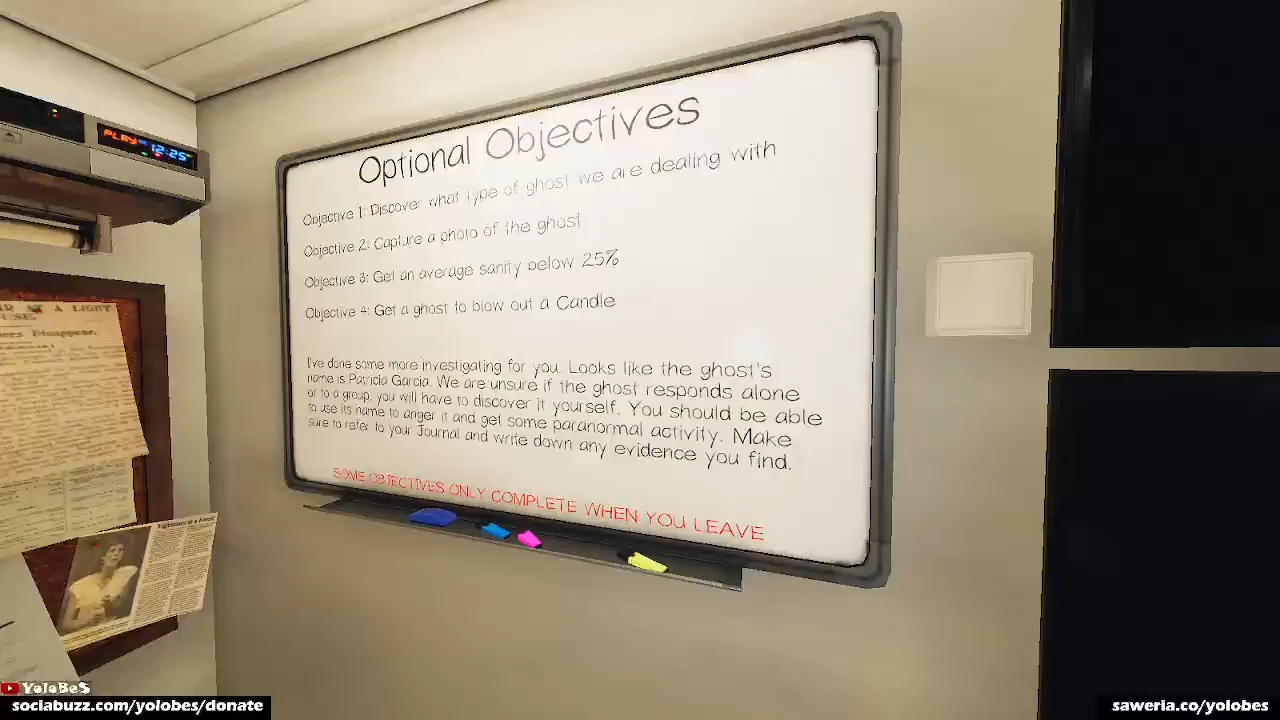 PLAY 12:25
Optional Objectives
Objective 1: Discover what type of ghost we are dealing with
Objective 2: Capture a photo of the ghost
Objective 3: Get an average sanity below 25%
Objective 4: Get a ghost to blow out a Candle
I've done some more investigating for you. Looks like the ghost's
name is Patricia Garcia. We are unsure if the ghost responds alone
or to a group, you will have to discover it yourself. You should be able
to use its name to anger it and get some paranormal activity. Make
sure to refer to your Journal and write down any evidence you find.
SOME OBJECTIVES ONLY COMPLETE WHEN YOU LEAVE
AT A LIGHT
Disappear.
YoloBeS
sociabuzz.com/yolobes/donate
saweria.co/yolobes